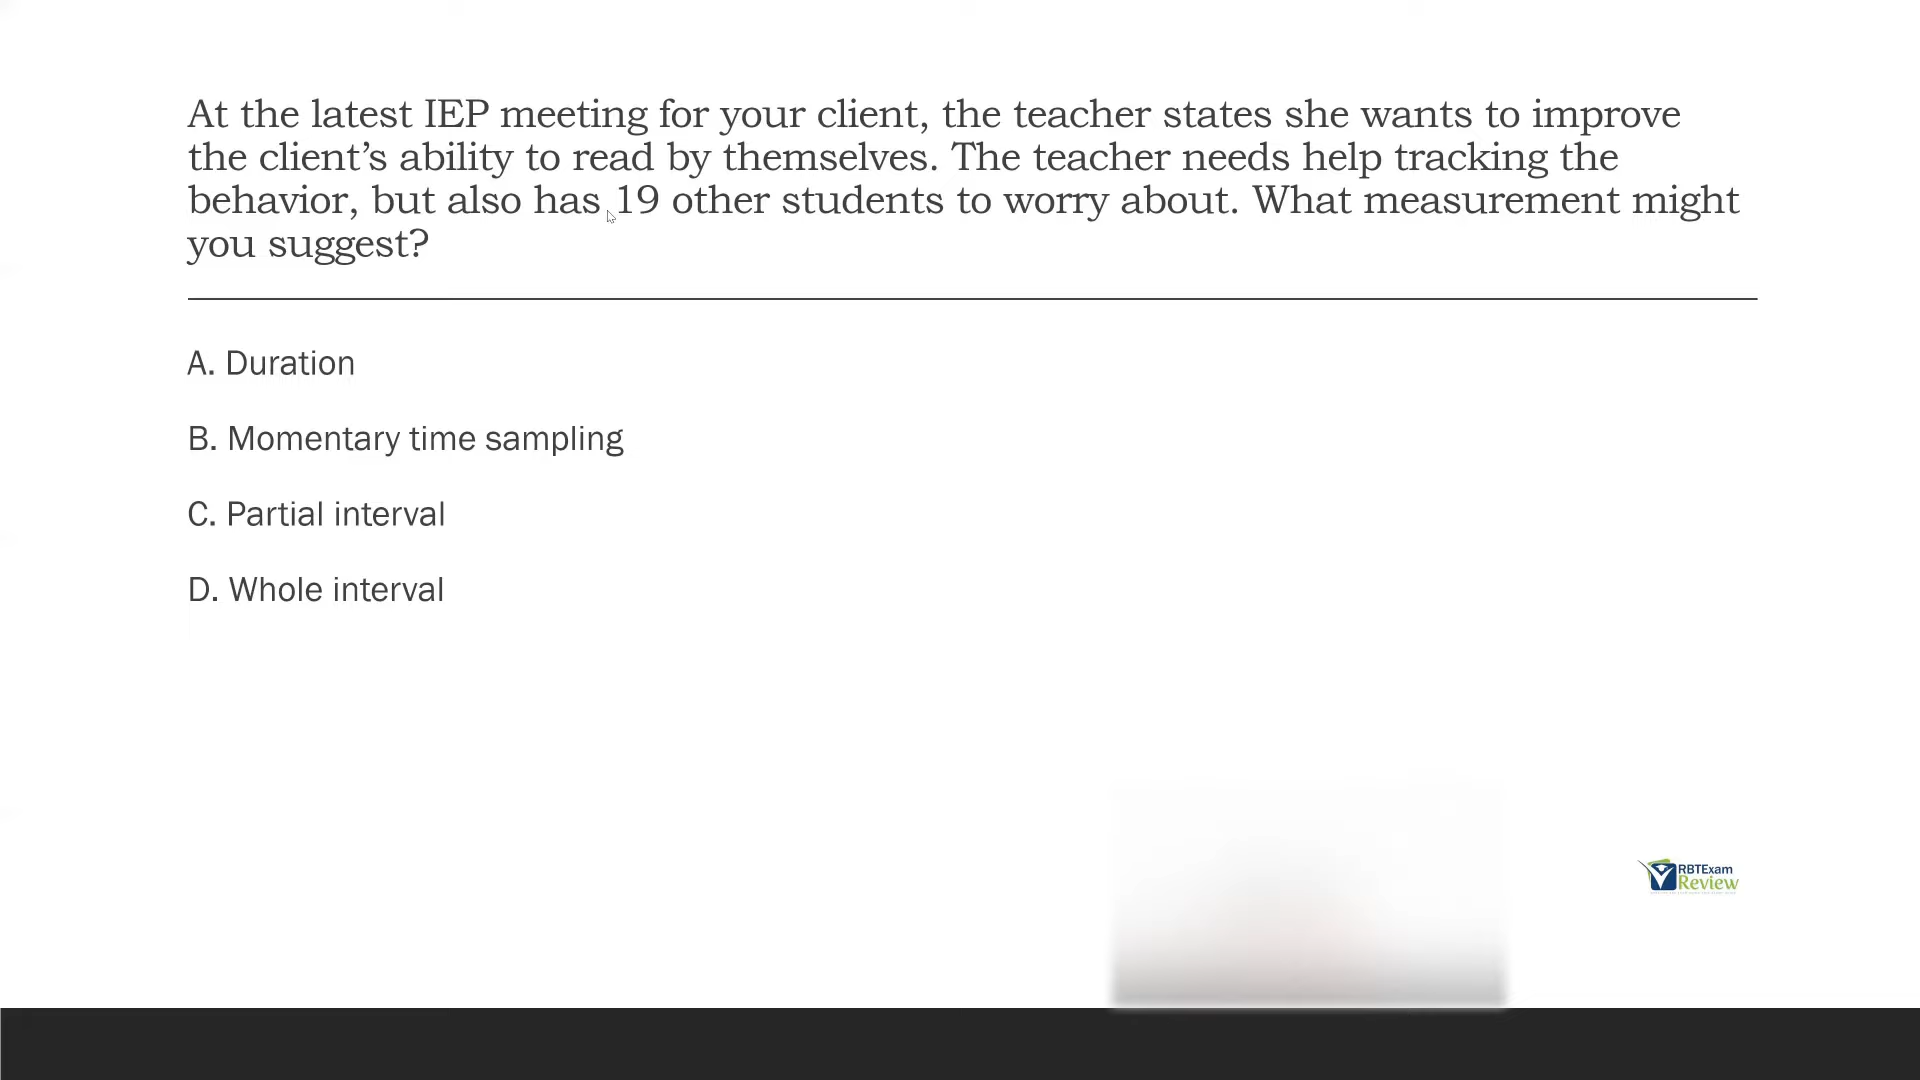 At the latest IEP meeting for your client, the teacher states she wants to improve
the client’s ability to read by themselves. The teacher needs help tracking the
behavior, but also has 19 other students to worry about. What measurement might
you suggest?
A. Duration
B. Momentary time sampling
C. Partial interval
D. Whole interval
RBTExam
Review